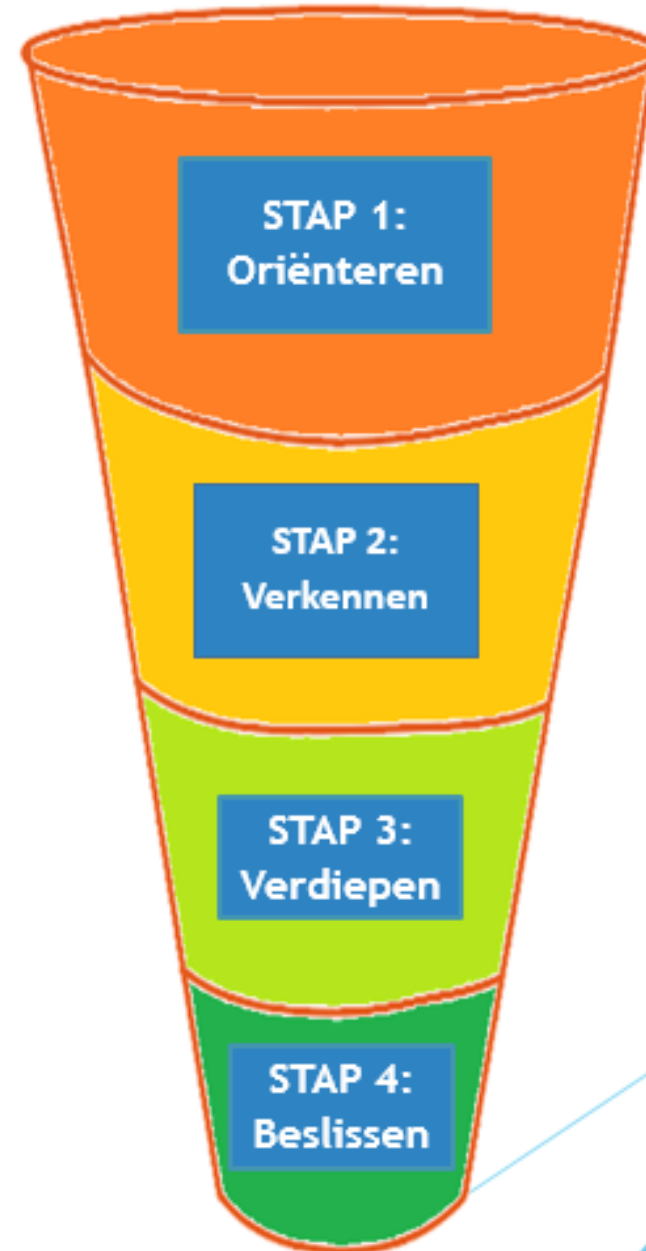 STAP 1:
Oriënteren
STAP 2:
Verkennen
STAP 3:
Verdiepen
STAP 4:
Beslissen